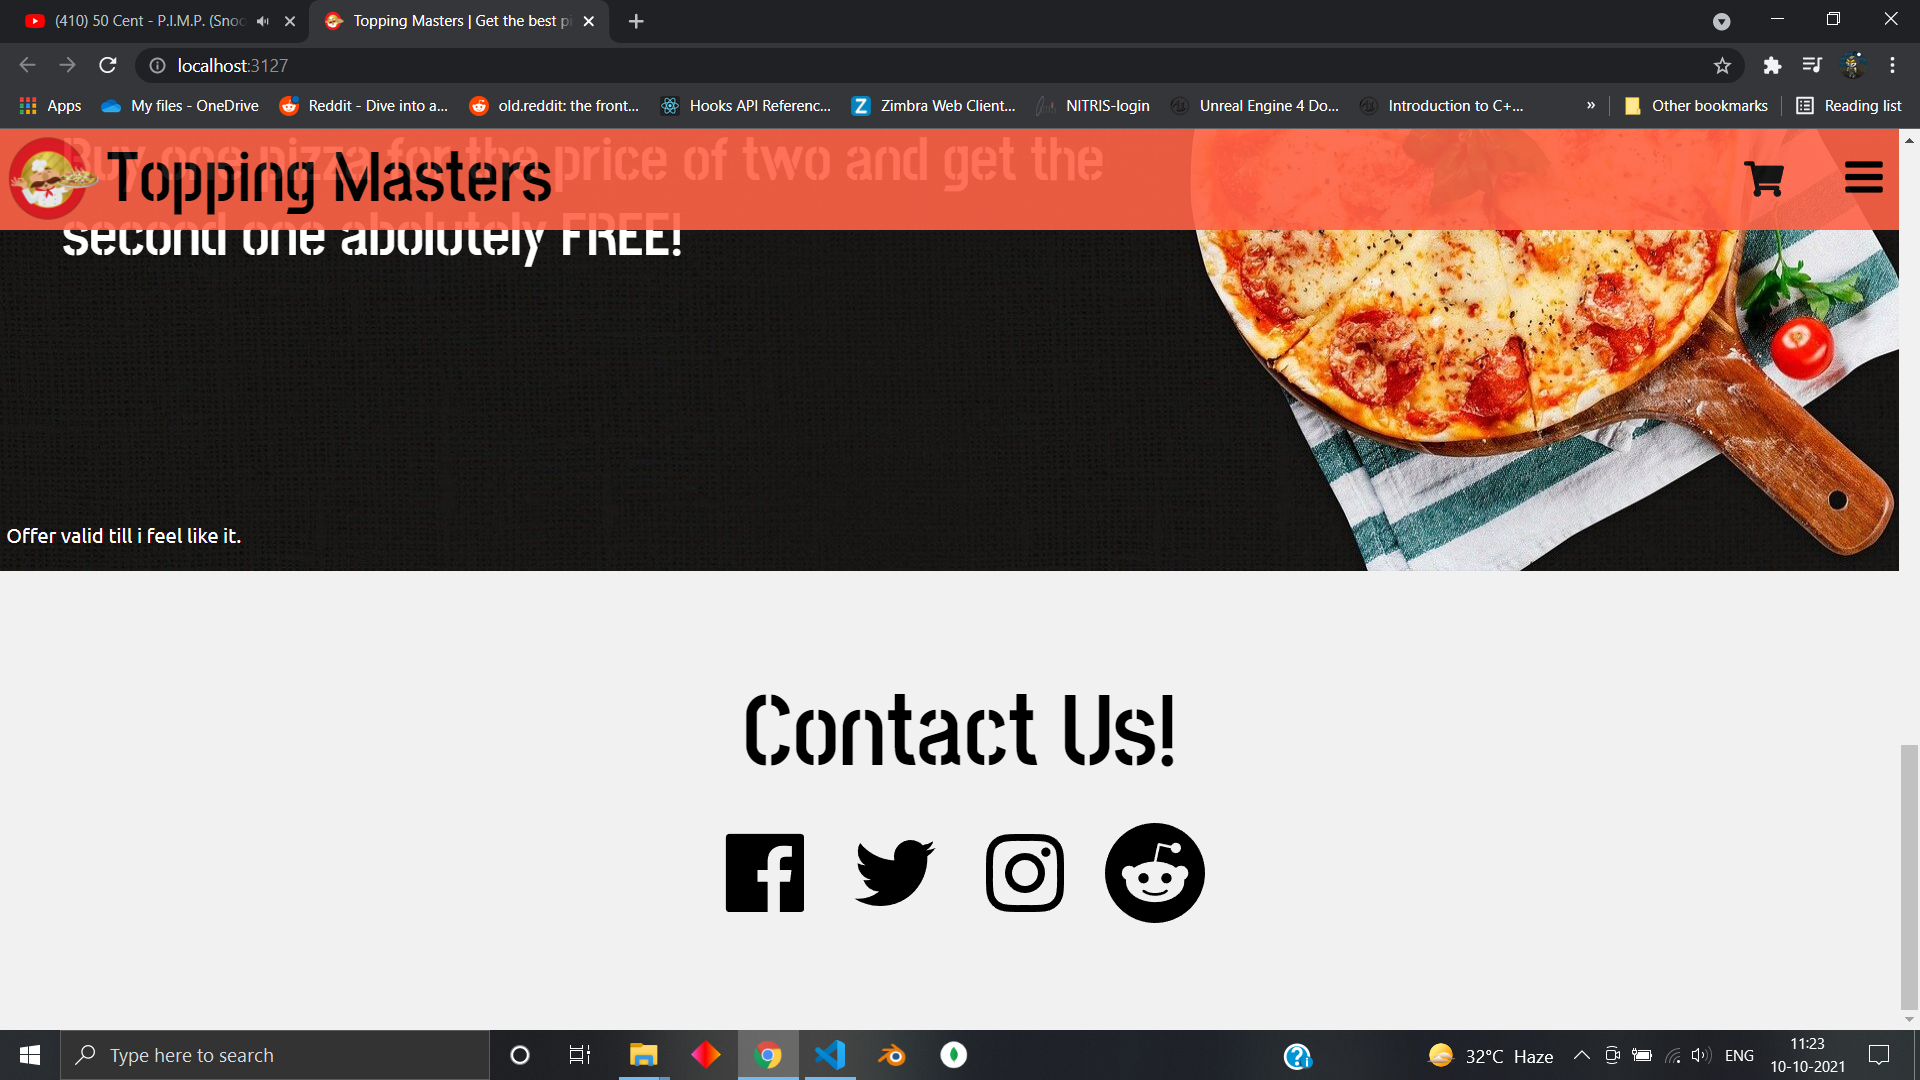 (410) 50 Cent - P.I.M.P. (Snoo
Topping Masters | Get the best pi
localhost:3127
Apps
My files - OneDrive
Reddit - Dive into a...
old.reddit: the front...
Hooks API Referenc...
Zimbra Web Client...
NITRIS-login
Unreal Engine 4 Do...
Introduction to C+...
»
Other bookmarks
Reading list
Topping Masters
Buy one pizza for the price of two and get the
second one abolutely FREE!
Offer valid till i feel like it.
Contact Us!
Type here to search
32°C Haze
ENG
11:23
10-10-2021